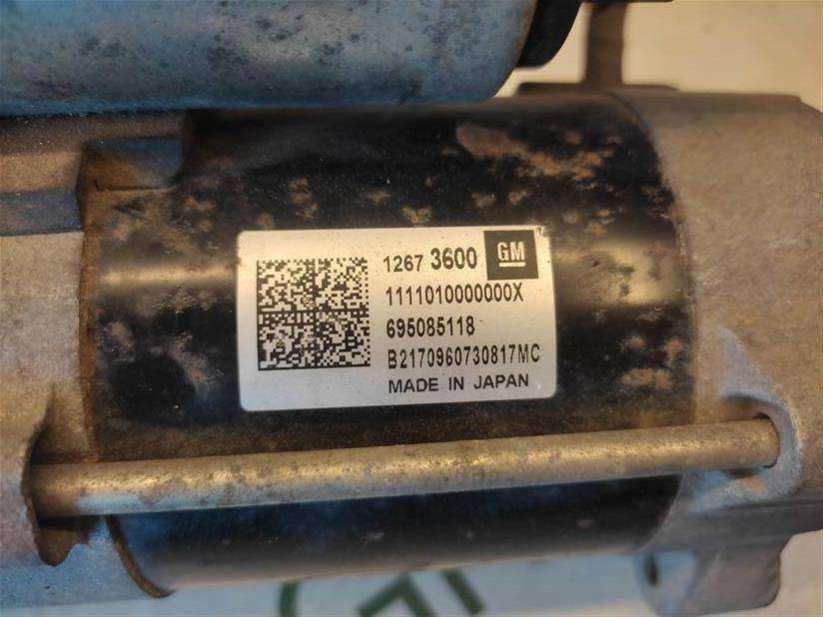 1267 3600 GM
1111010000000X
695085118
B2170960730817MC
MADE IN JAPAN